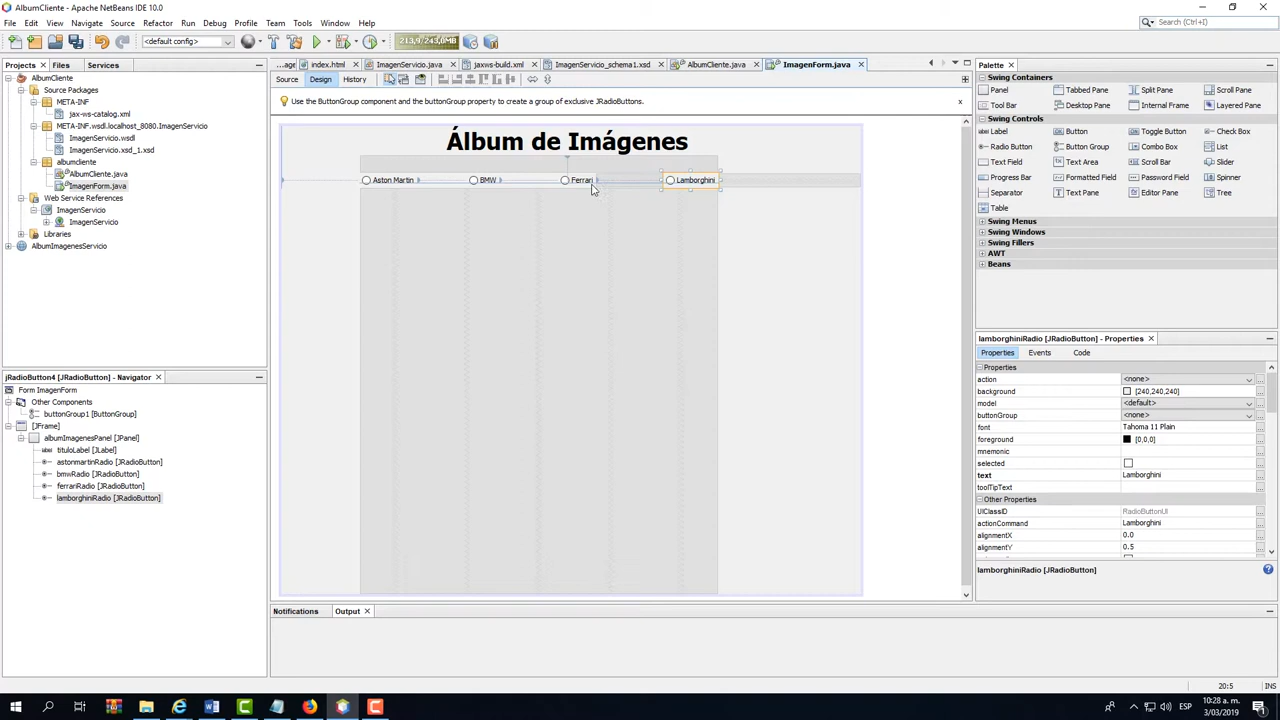 AlbumCliente - Apache NetBeans IDE 10.0
File Edit View Navigate Source Refactor Run Debug Profile Team Tools Window Help
Search (Ctrl+I)
<default config>
213,9/243,0MB
Projects Files Services
...age index.html ImagenServicio.java jaxws-build.xml ImagenServicio_schema1.xsd AlbumCliente.java ImagenForm.java
Source Design History
Use the ButtonGroup component and the buttonGroup property to create a group of exclusive JRadioButtons.
AlbumCliente
Source Packages
META-INF
jax-ws-catalog.xml
META-INF.wsdl.localhost_8080.ImagenServicio
ImagenServicio.wsdl
ImagenServicio.xsd_1.xsd
albumcliente
AlbumCliente.java
ImagenForm.java
Web Service References
ImagenServicio
ImagenServicio
Libraries
AlbumImagenesServicio
Álbum de Imágenes
Aston Martin BMW Ferrari Lamborghini
Palette
Swing Containers
Panel Tabbed Pane Split Pane Scroll Pane
Tool Bar Desktop Pane Internal Frame Layered Pane
Swing Controls
Label Button Toggle Button Check Box
Radio Button Button Group Combo Box List
Text Field Text Area Scroll Bar Slider
Progress Bar Formatted Field Password Field Spinner
Separator Text Pane Editor Pane Tree
Table
Swing Menus
Swing Windows
Swing Fillers
AWT
Beans
lamborghiniRadio [JRadioButton] - Properties
Properties Events Code
Properties
action <none>
background [240,240,240]
model <default>
buttonGroup <none>
font Tahoma 11 Plain
foreground [0,0,0]
mnemonic
selected
text Lamborghini
toolTipText
Other Properties
UIClassID RadioButtonUI
actionCommand Lamborghini
alignmentX 0.0
alignmentY 0.5
lamborghiniRadio [JRadioButton]
jRadioButton4 [JRadioButton] - Navigator
Form ImagenForm
Other Components
buttonGroup1 [ButtonGroup]
[JFrame]
albumImagenesPanel [JPanel]
tituloLabel [JLabel]
astonmartinRadio [JRadioButton]
bmwRadio [JRadioButton]
ferrariRadio [JRadioButton]
lamborghiniRadio [JRadioButton]
Notifications Output
20:5 INS
ESP
10:28 a. m.
3/03/2019